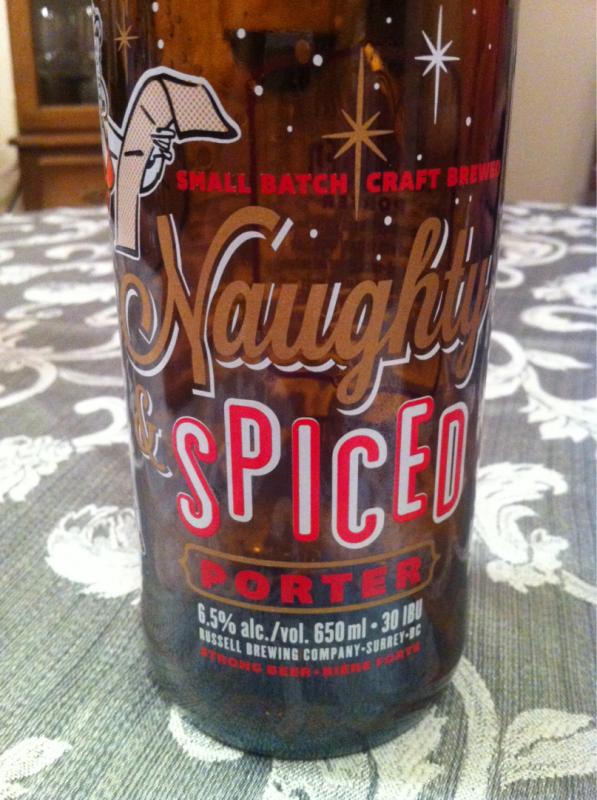 SMALL BATCH CRAFT BREWED
Naughty
& SPICED
PORTER
6.5% alc./vol. 650 ml • 30 IBU
RUSSELL BREWING COMPANY • SURREY • BC
STRONG BEER • BIÈRE FORTE